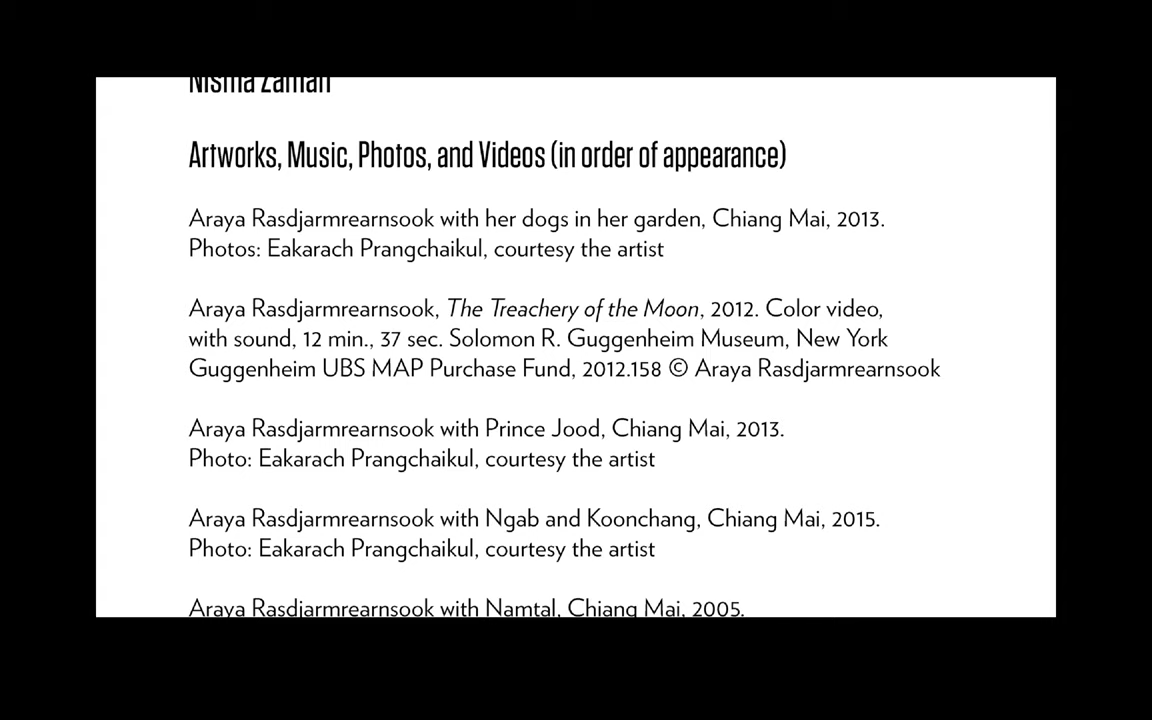 Nisma Zaman
Artworks, Music, Photos, and Videos (in order of appearance)
Araya Rasdjarmrearnsook with her dogs in her garden, Chiang Mai, 2013.
Photos: Eakarach Prangchaikul, courtesy the artist
Araya Rasdjarmrearnsook, The Treachery of the Moon, 2012. Color video,
with sound, 12 min., 37 sec. Solomon R. Guggenheim Museum, New York
Guggenheim UBS MAP Purchase Fund, 2012.158 © Araya Rasdjarmrearnsook
Araya Rasdjarmrearnsook with Prince Jood, Chiang Mai, 2013.
Photo: Eakarach Prangchaikul, courtesy the artist
Araya Rasdjarmrearnsook with Ngab and Koonchang, Chiang Mai, 2015.
Photo: Eakarach Prangchaikul, courtesy the artist
Araya Rasdjarmrearnsook with Namtal, Chiang Mai, 2005.